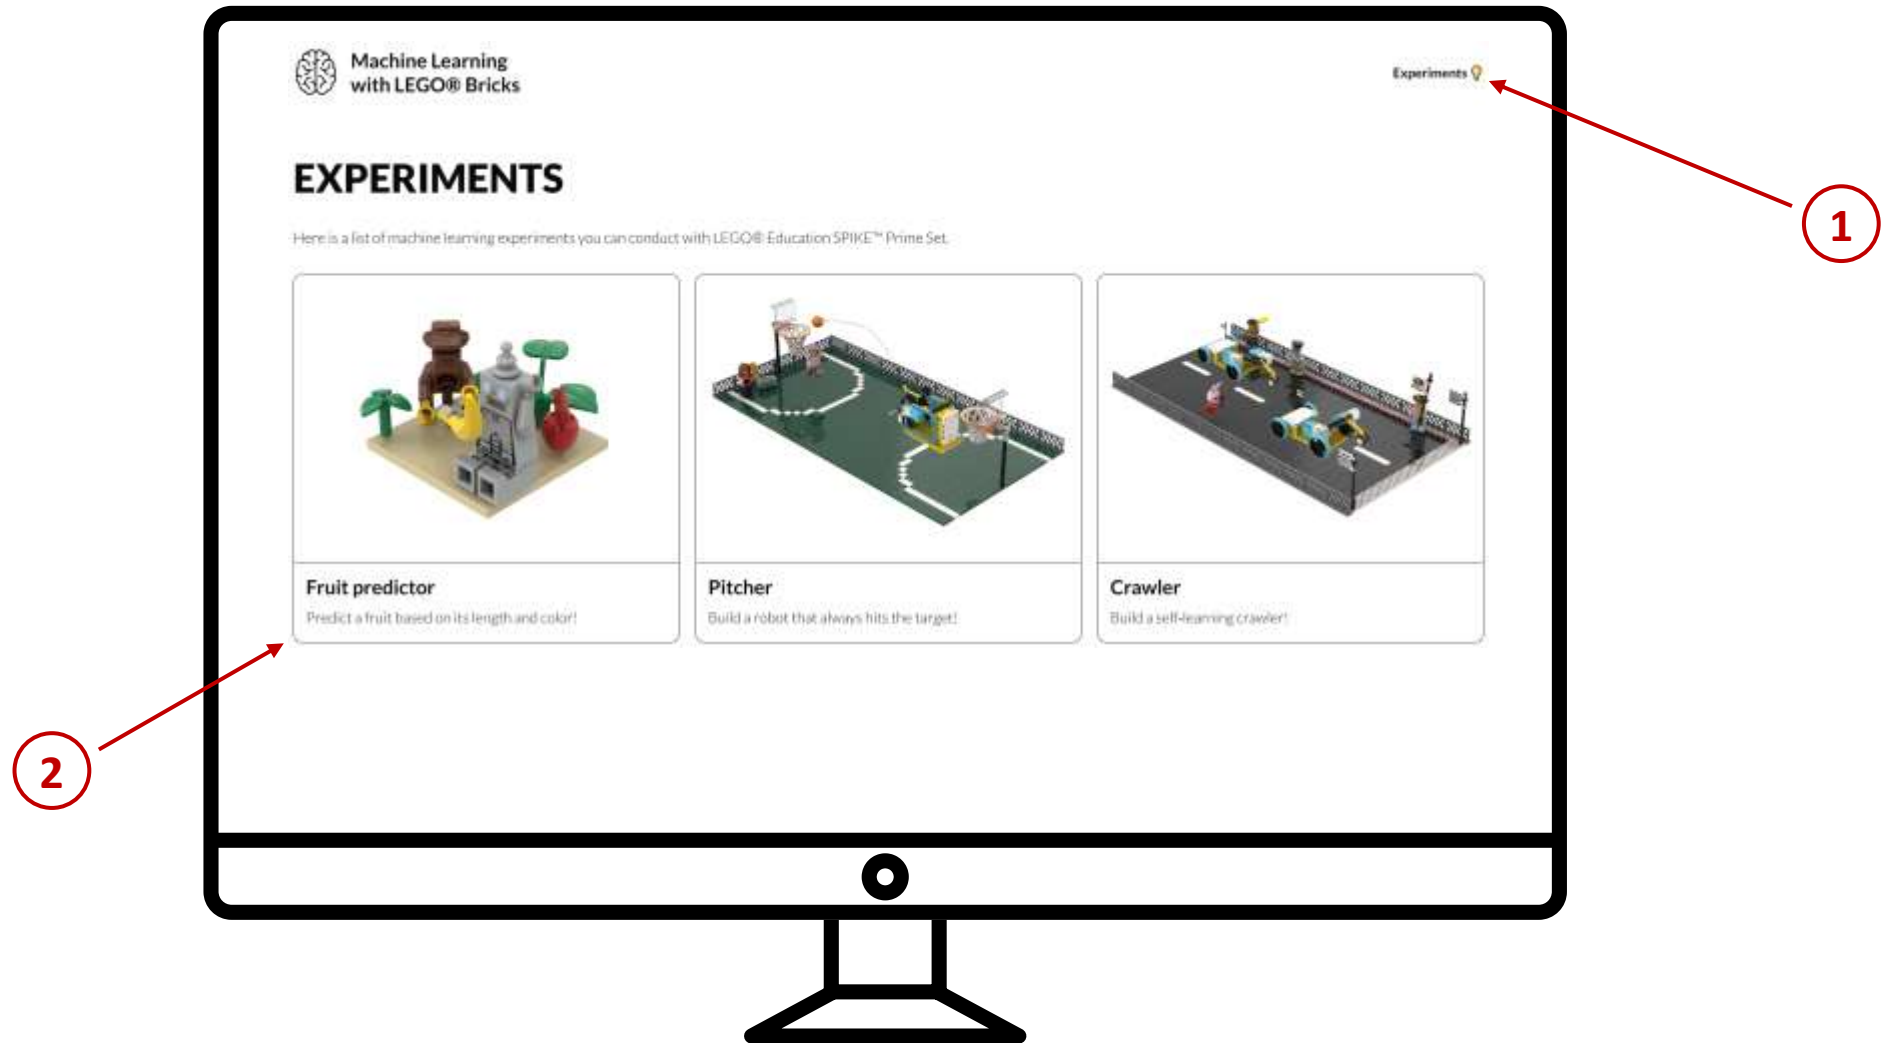 Machine Learning
with LEGO® Bricks
Experiments
1
EXPERIMENTS
Here is a list of machine learning experiments you can conduct with LEGO® Education SPIKE™ Prime Set.
Fruit predictor
Predict a fruit based on its length and color!
Pitcher
Build a robot that always hits the target!
Crawler
Build a self-learning crawler!
2